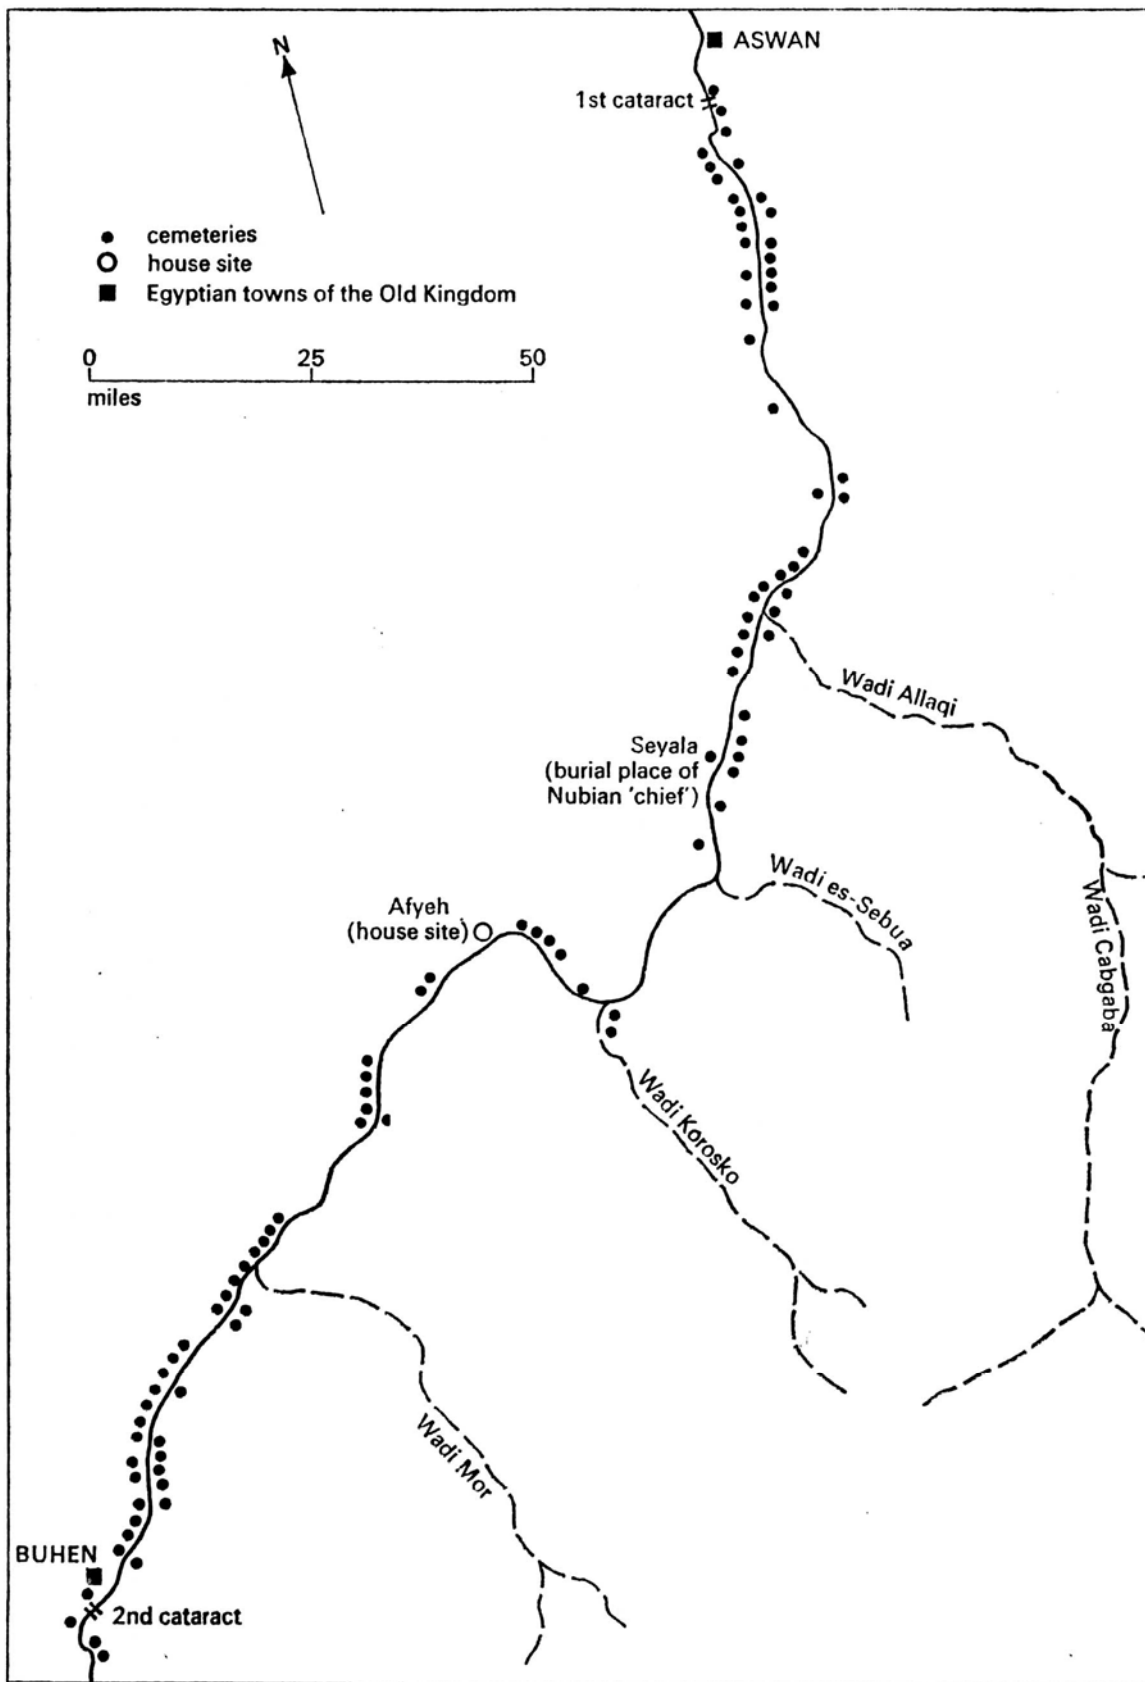 N
ASWAN
1st cataract
cemeteries
house site
Egyptian towns of the Old Kingdom
0 25 50
miles
Wadi Allaqi
Seyala
(burial place of
Nubian 'chief')
Wadi es-Sebua
Wadi Cabgaba
Afyeh
(house site)
Wadi Korosko
Wadi Mor
BUHEN
2nd cataract